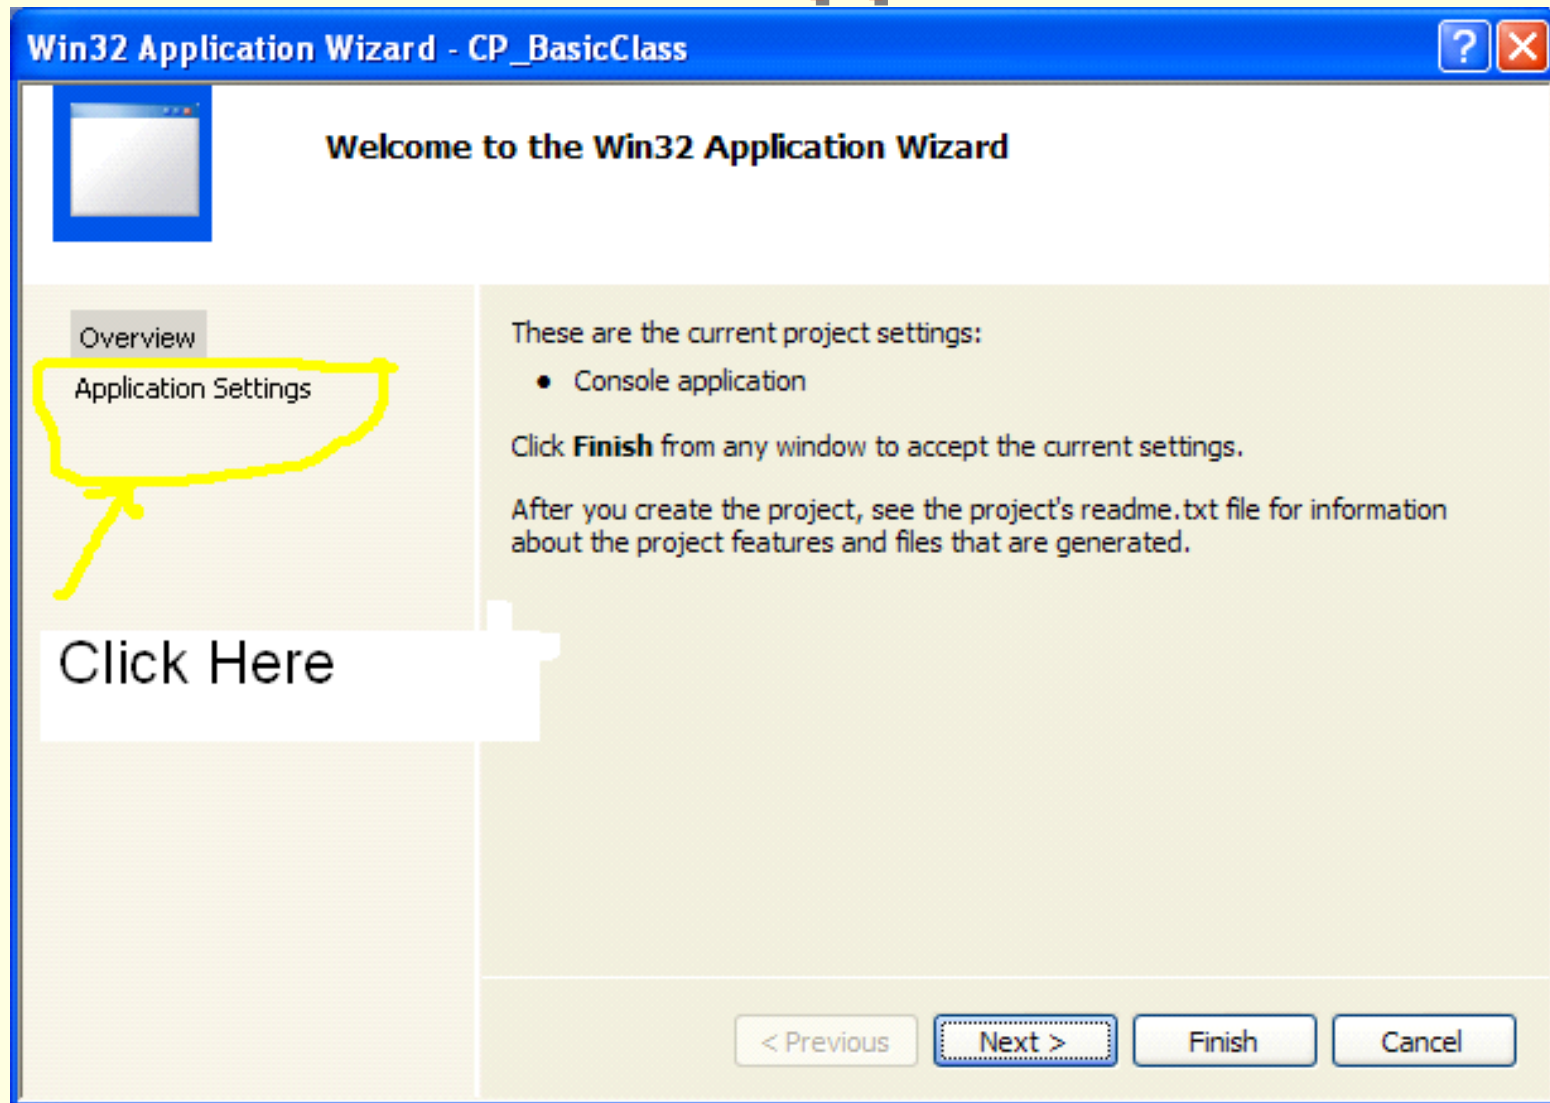 Win32 Application Wizard - CP_BasicClass
Welcome to the Win32 Application Wizard
Overview
Application Settings
Click Here
These are the current project settings:
• Console application
Click Finish from any window to accept the current settings.
After you create the project, see the project's readme.txt file for information
about the project features and files that are generated.
< Previous
Next >
Finish
Cancel